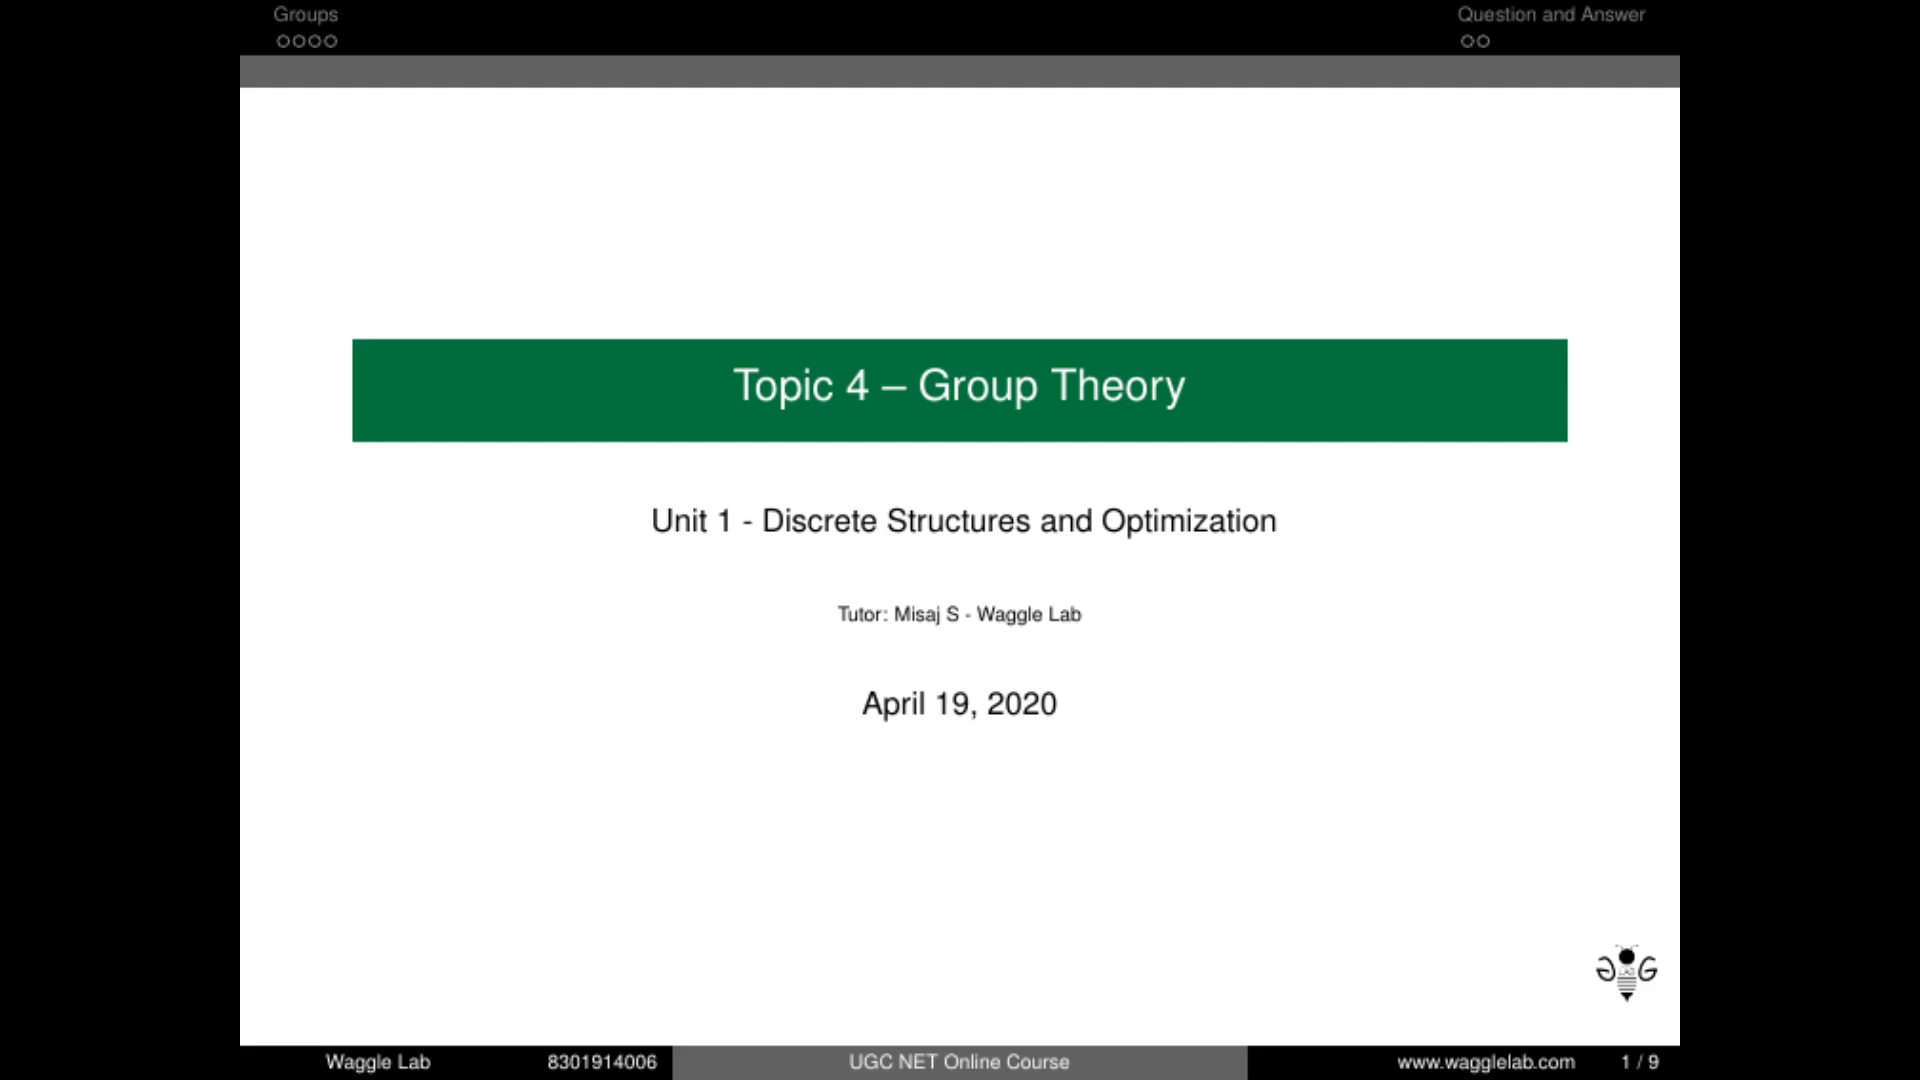 Groups
Question and Answer
Topic 4 – Group Theory
Unit 1 - Discrete Structures and Optimization
Tutor: Misaj S - Waggle Lab
April 19, 2020
Waggle Lab 8301914006 UGC NET Online Course www.wagglelab.com 1 / 9